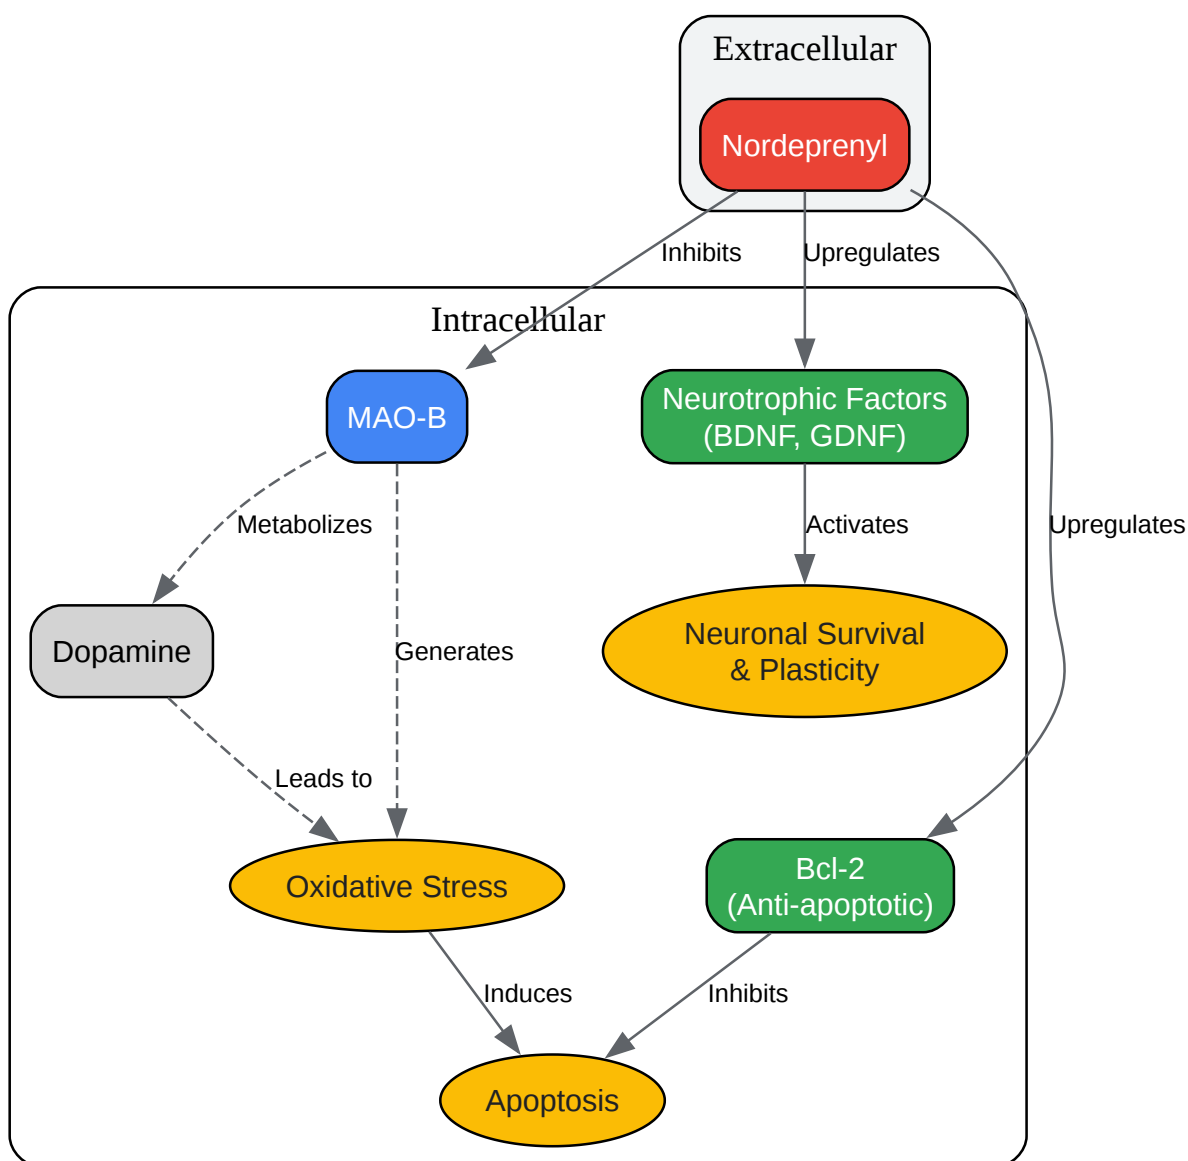 Extracellular
Nordeprenyl
Inhibits
Upregulates
Intracellular
MAO-B
Neurotrophic Factors
(BDNF, GDNF)
Metabolizes
Activates
Upregulates
Dopamine
Generates
Neuronal Survival
& Plasticity
Leads to
Oxidative Stress
Bcl-2
(Anti-apoptotic)
Induces
Inhibits
Apoptosis